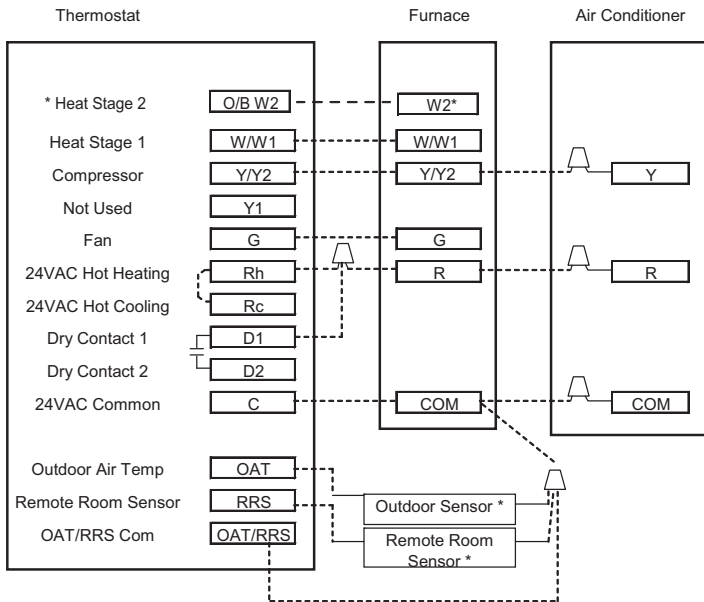 Thermostat Furnace Air Conditioner
* Heat Stage 2 O/B W2 W2*
Heat Stage 1 W/W1 W/W1
Compressor Y/Y2 Y/Y2 Y
Not Used Y1
Fan G G
24VAC Hot Heating Rh R R
24VAC Hot Cooling Rc
Dry Contact 1 D1
Dry Contact 2 D2
24VAC Common C COM COM
Outdoor Air Temp OAT
Remote Room Sensor RRS
OAT/RRS Com OAT/RRS
Outdoor Sensor *
Remote Room
Sensor *